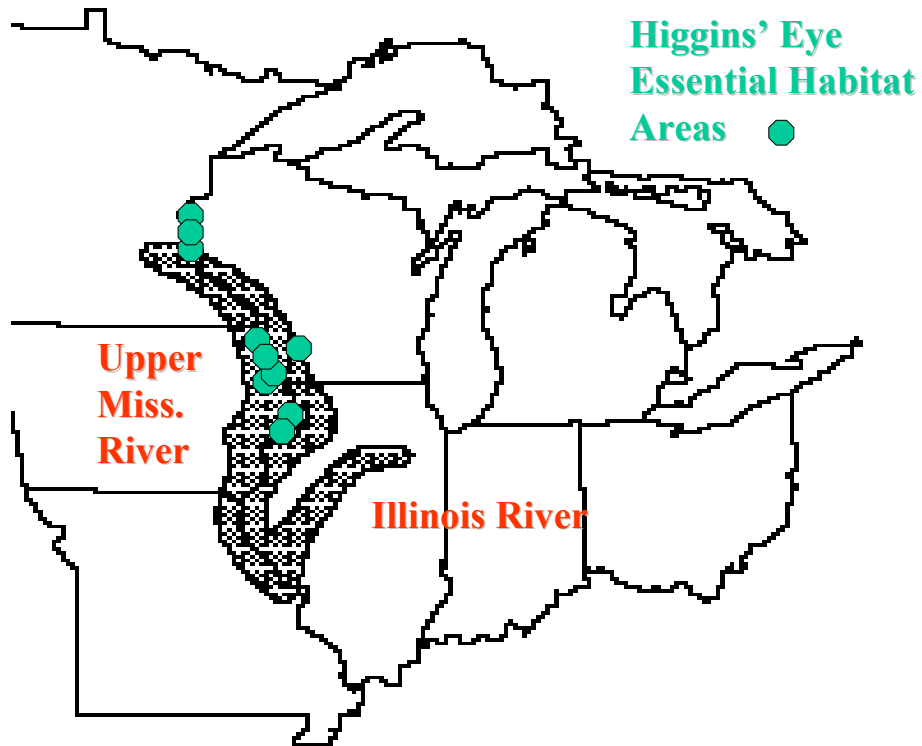 Higgins’ Eye
Essential Habitat
Areas
Upper
Miss.
River
Illinois River